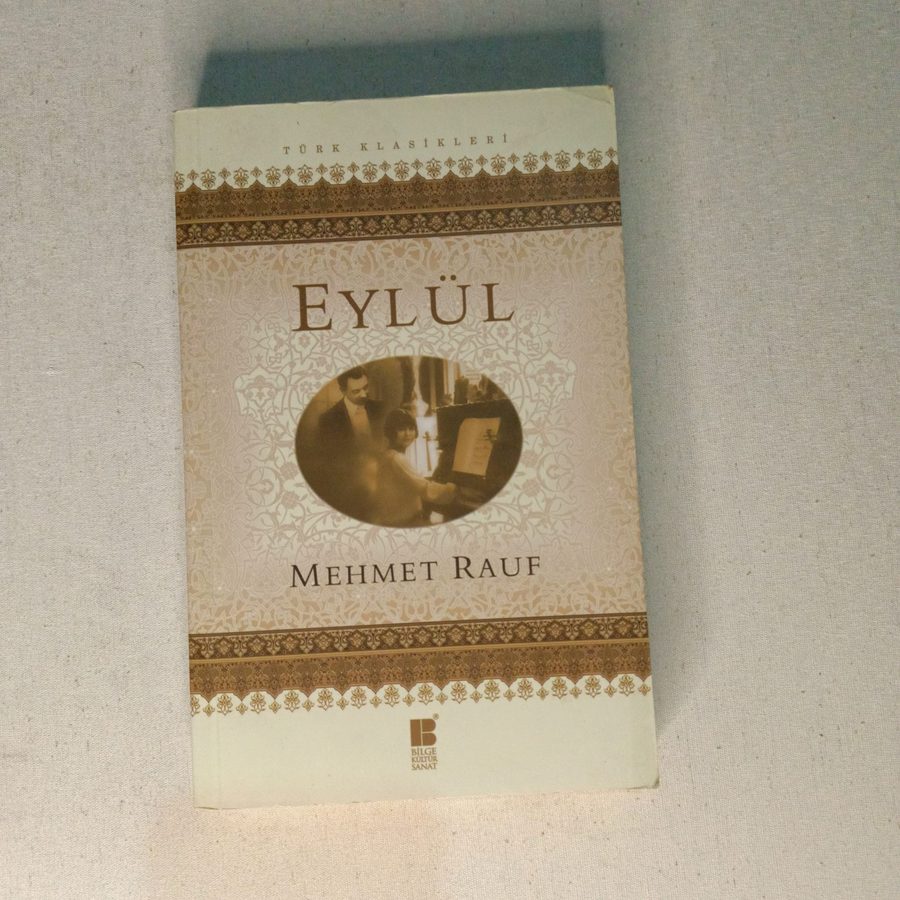 TÜRK KLASİKLERİ
EYLÜL
MEHMET RAUF
B®
BİLGE
KÜLTÜR
SANAT